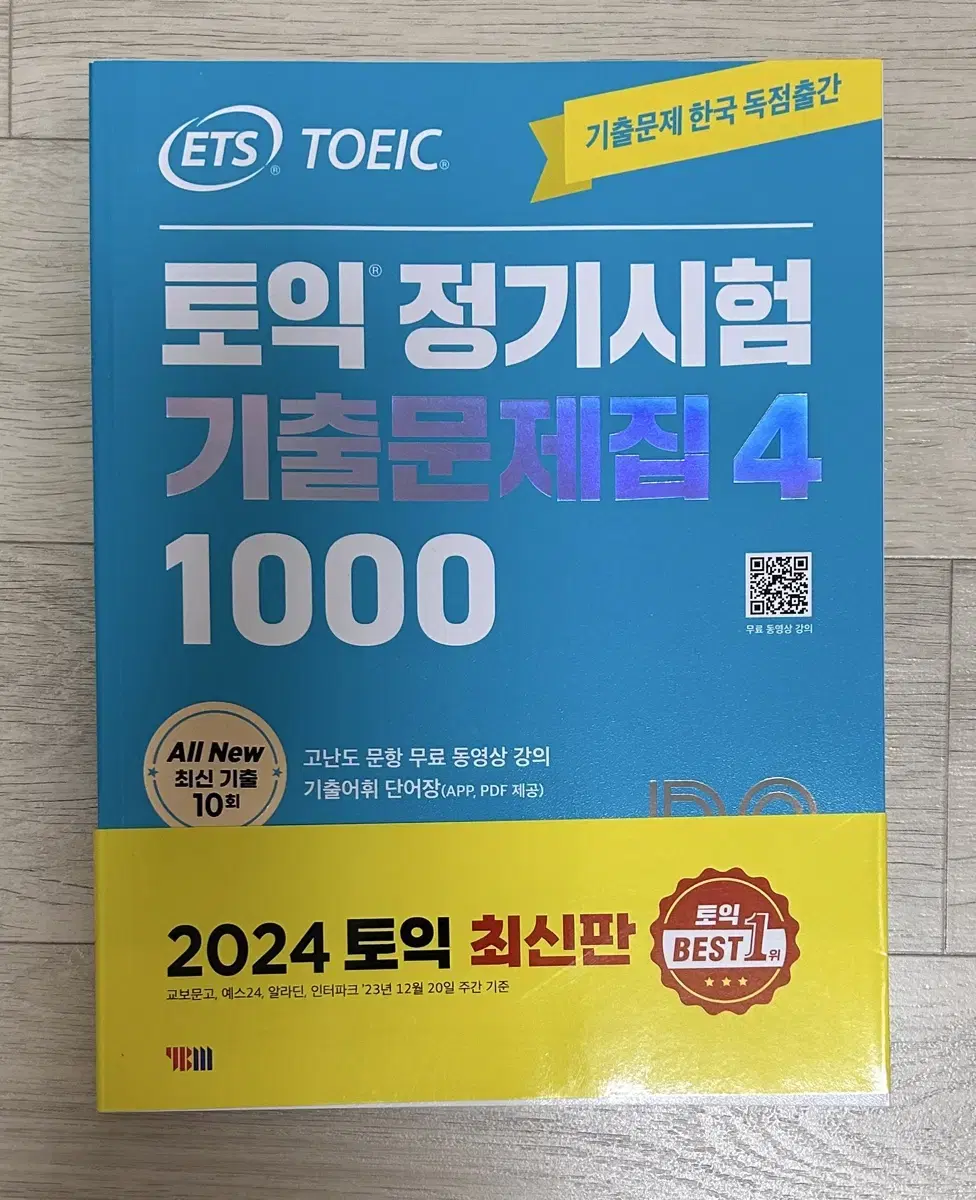 ETS® TOEIC®
기출문제 한국 독점출간
토익® 정기시험
기출문제집 4
1000
무료 동영상 강의
All New
최신 기출
10회
고난도 문항 무료 동영상 강의
기출어휘 단어장(APP, PDF 제공)
2024 토익 최신판
교보문고, 예스24, 알라딘, 인터파크 '23년 12월 20일 주간 기준
토익
BEST 1위
YBM